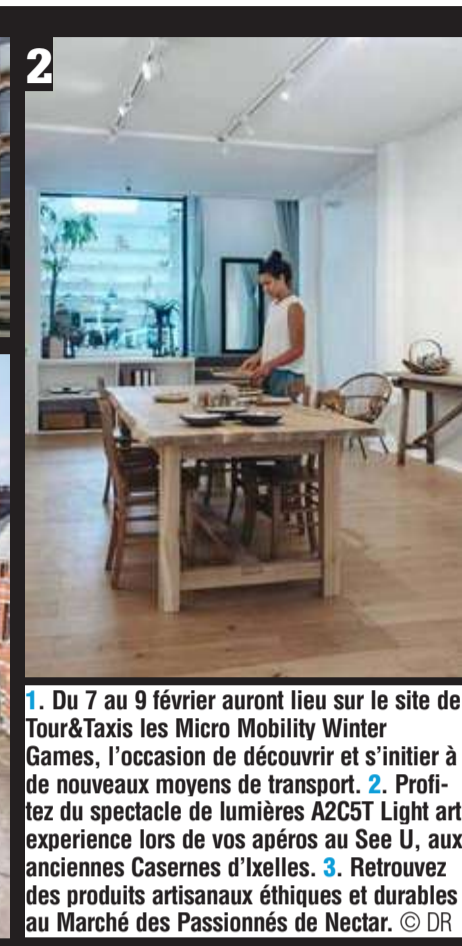 2
1. Du 7 au 9 février auront lieu sur le site de
Tour&Taxis les Micro Mobility Winter
Games, l’occasion de découvrir et s’initier à
de nouveaux moyens de transport. 2. Profi-
tez du spectacle de lumières A2C5T Light art
experience lors de vos apéros au See U, aux
anciennes Casernes d’Ixelles. 3. Retrouvez
des produits artisanaux éthiques et durables
au Marché des Passionnés de Nectar. © DR